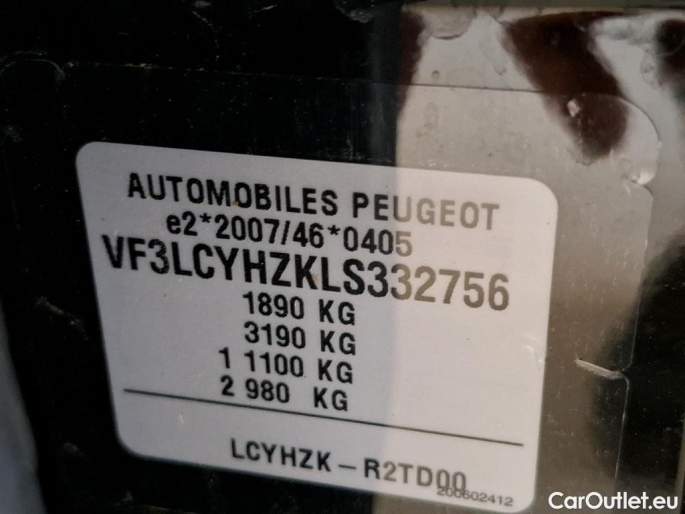 AUTOMOBILES PEUGEOT
e2*2007/46*0405
VF3LCYHZKLS332756
1890 KG
3190 KG
1 1100 KG
2 980 KG
LCYHZK - R2TD00
200602412
CarOutlet.eu